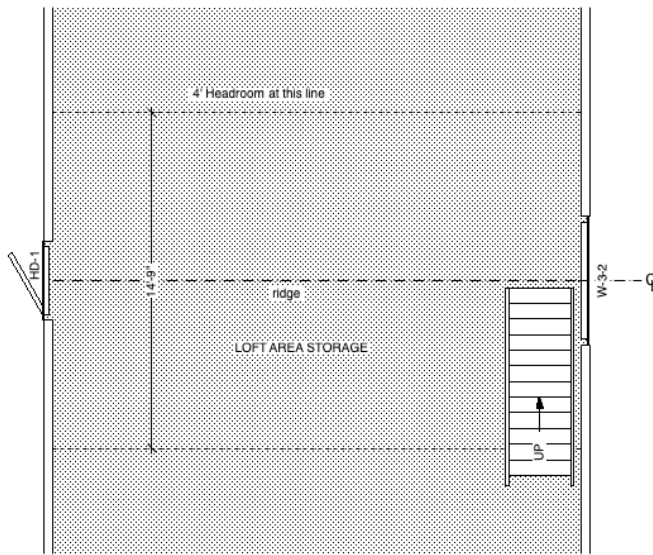 4' Headroom at this line
HD-1
14'-9"
ridge
W-3-2
℄
LOFT AREA STORAGE
UP